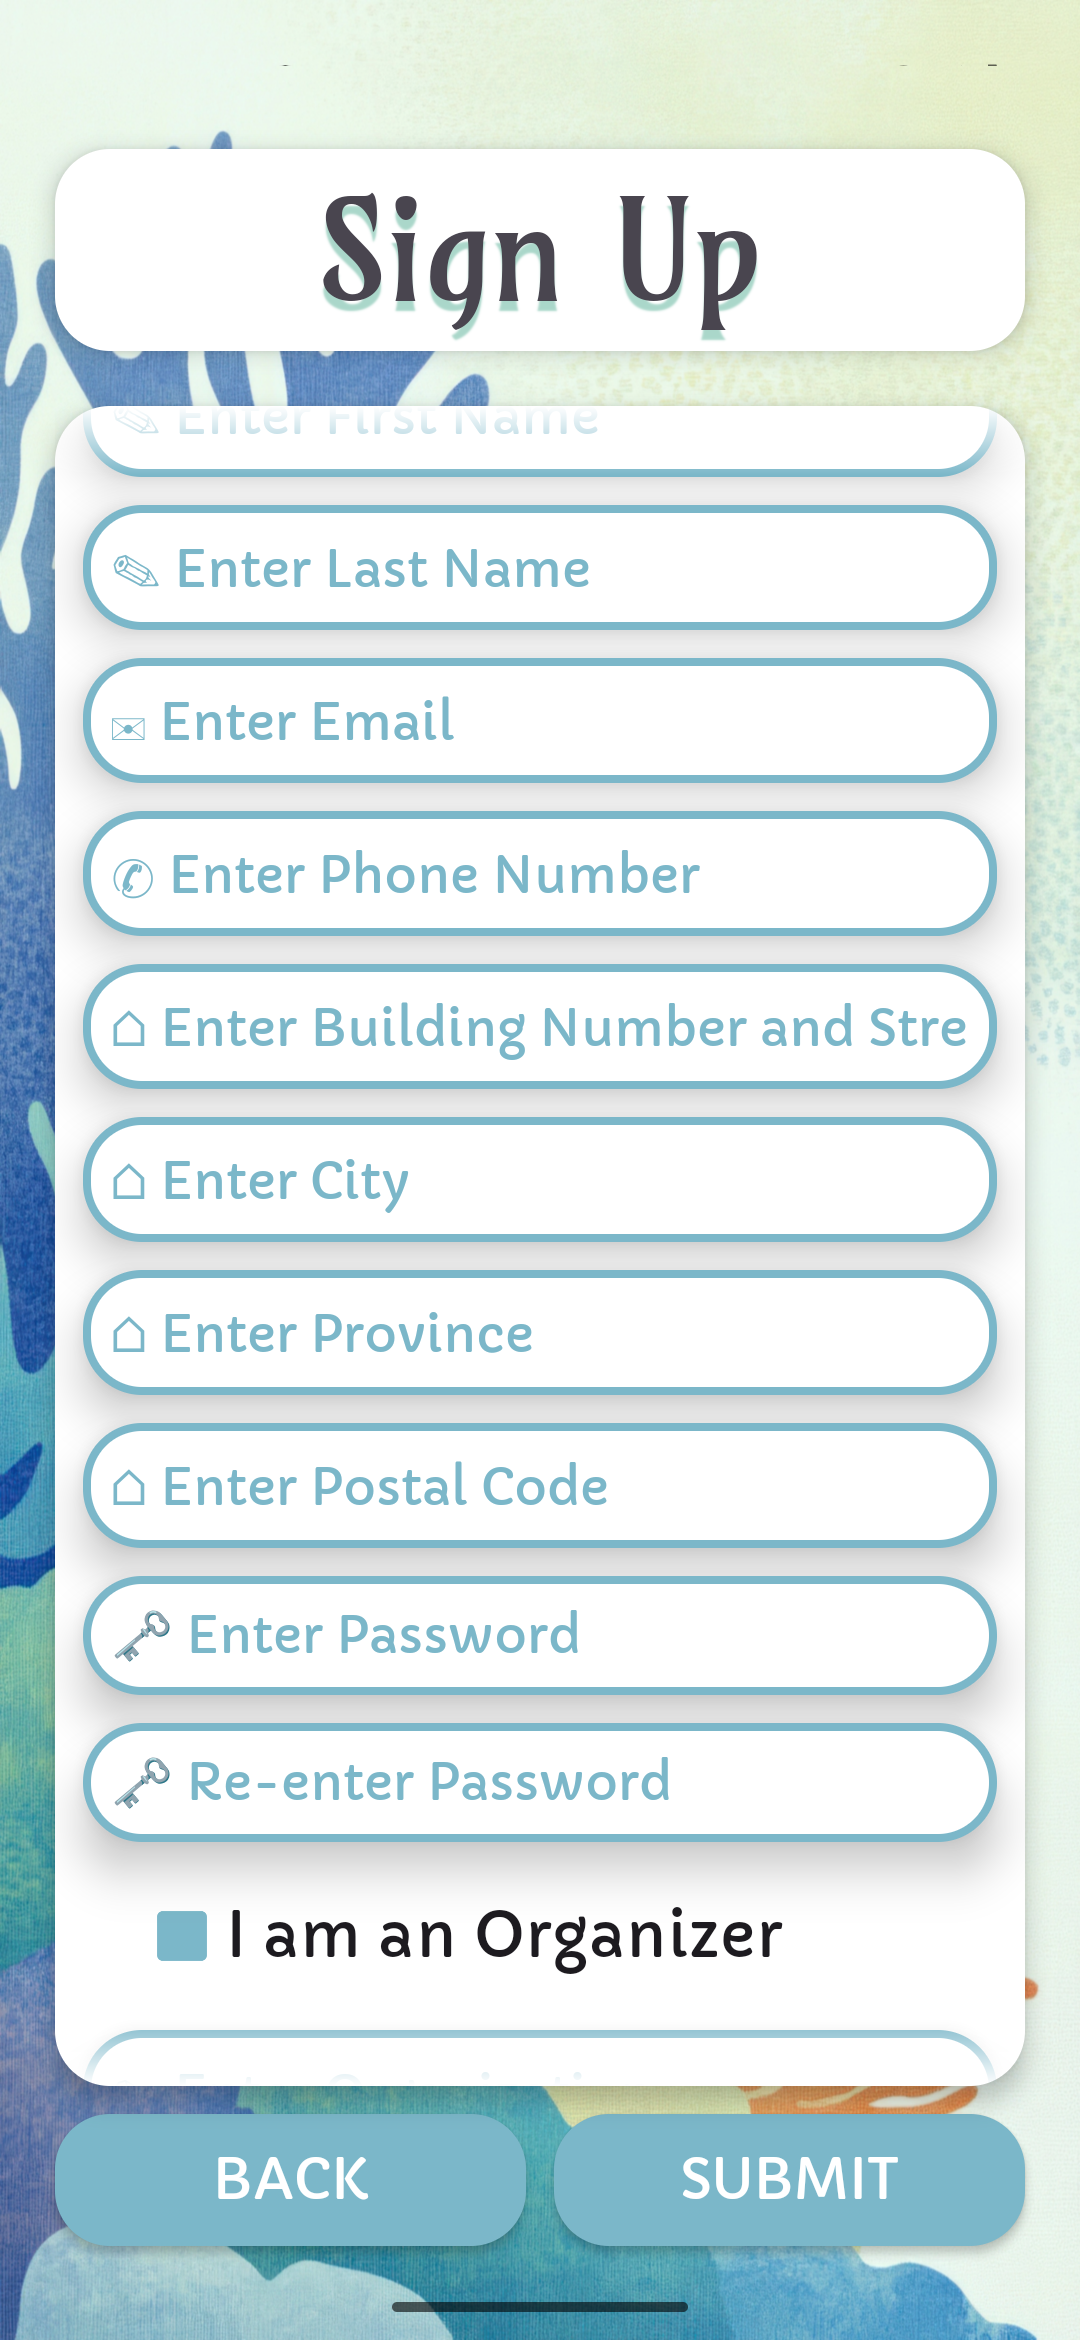 Sign Up
✎ Enter First Name
✎ Enter Last Name
✉ Enter Email
✆ Enter Phone Number
⌂ Enter Building Number and Stre
⌂ Enter City
⌂ Enter Province
⌂ Enter Postal Code
🗝 Enter Password
🗝 Re-enter Password
I am an Organizer
BACK
SUBMIT